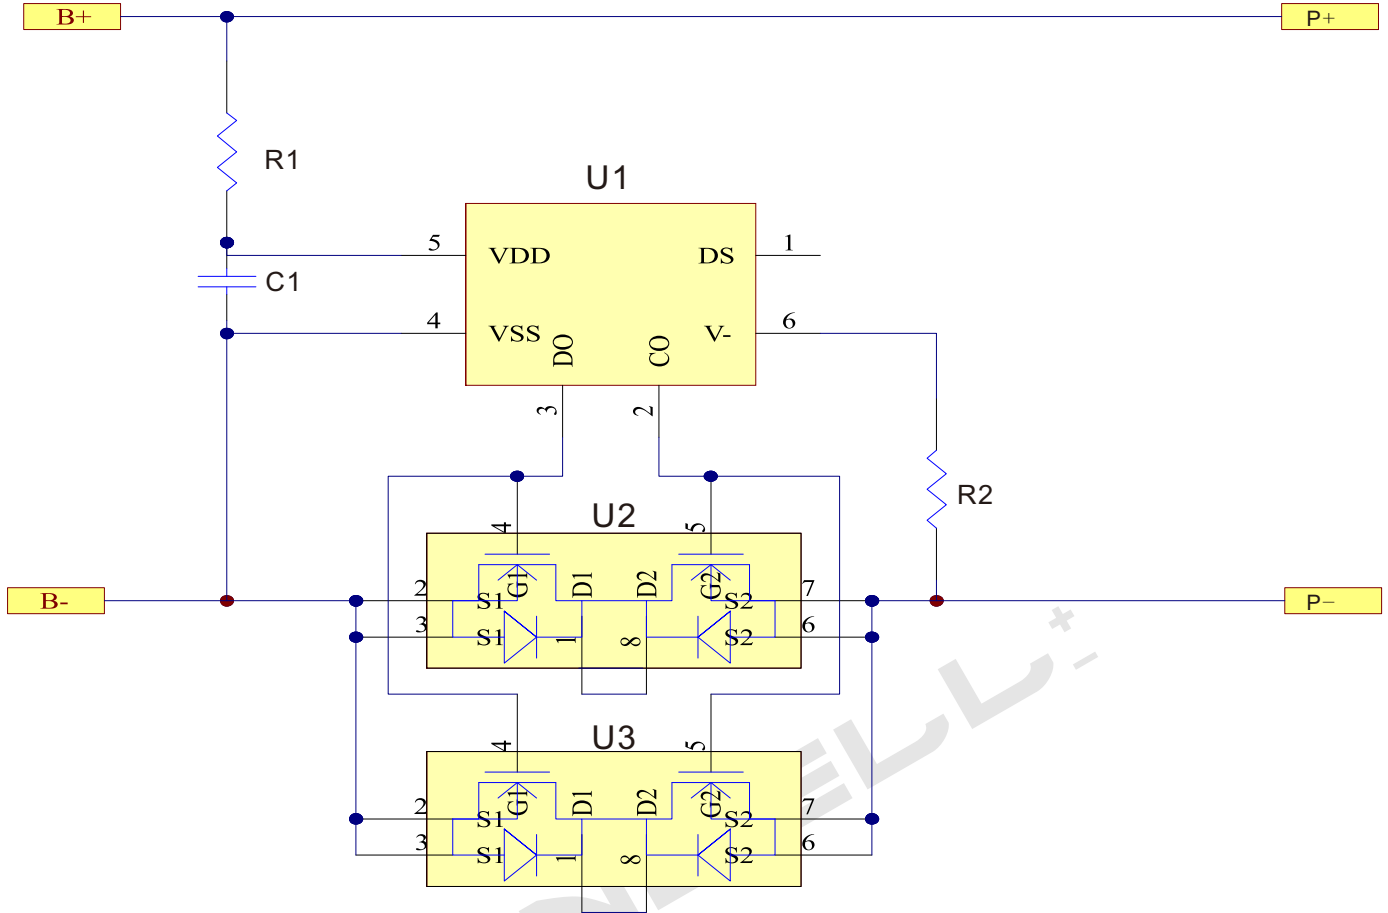 B+
P+
R1
U1
5 VDD DS 1
C1
4 VSS V- 6
DO CO
3 2
R2
U2
4 5
G1 D1 D2 G2
2 S1 S2 7
3 S1 1 8 S2 6
B-
P−
U3
4 5
G1 D1 D2 G2
2 S1 S2 7
3 S1 1 8 S2 6